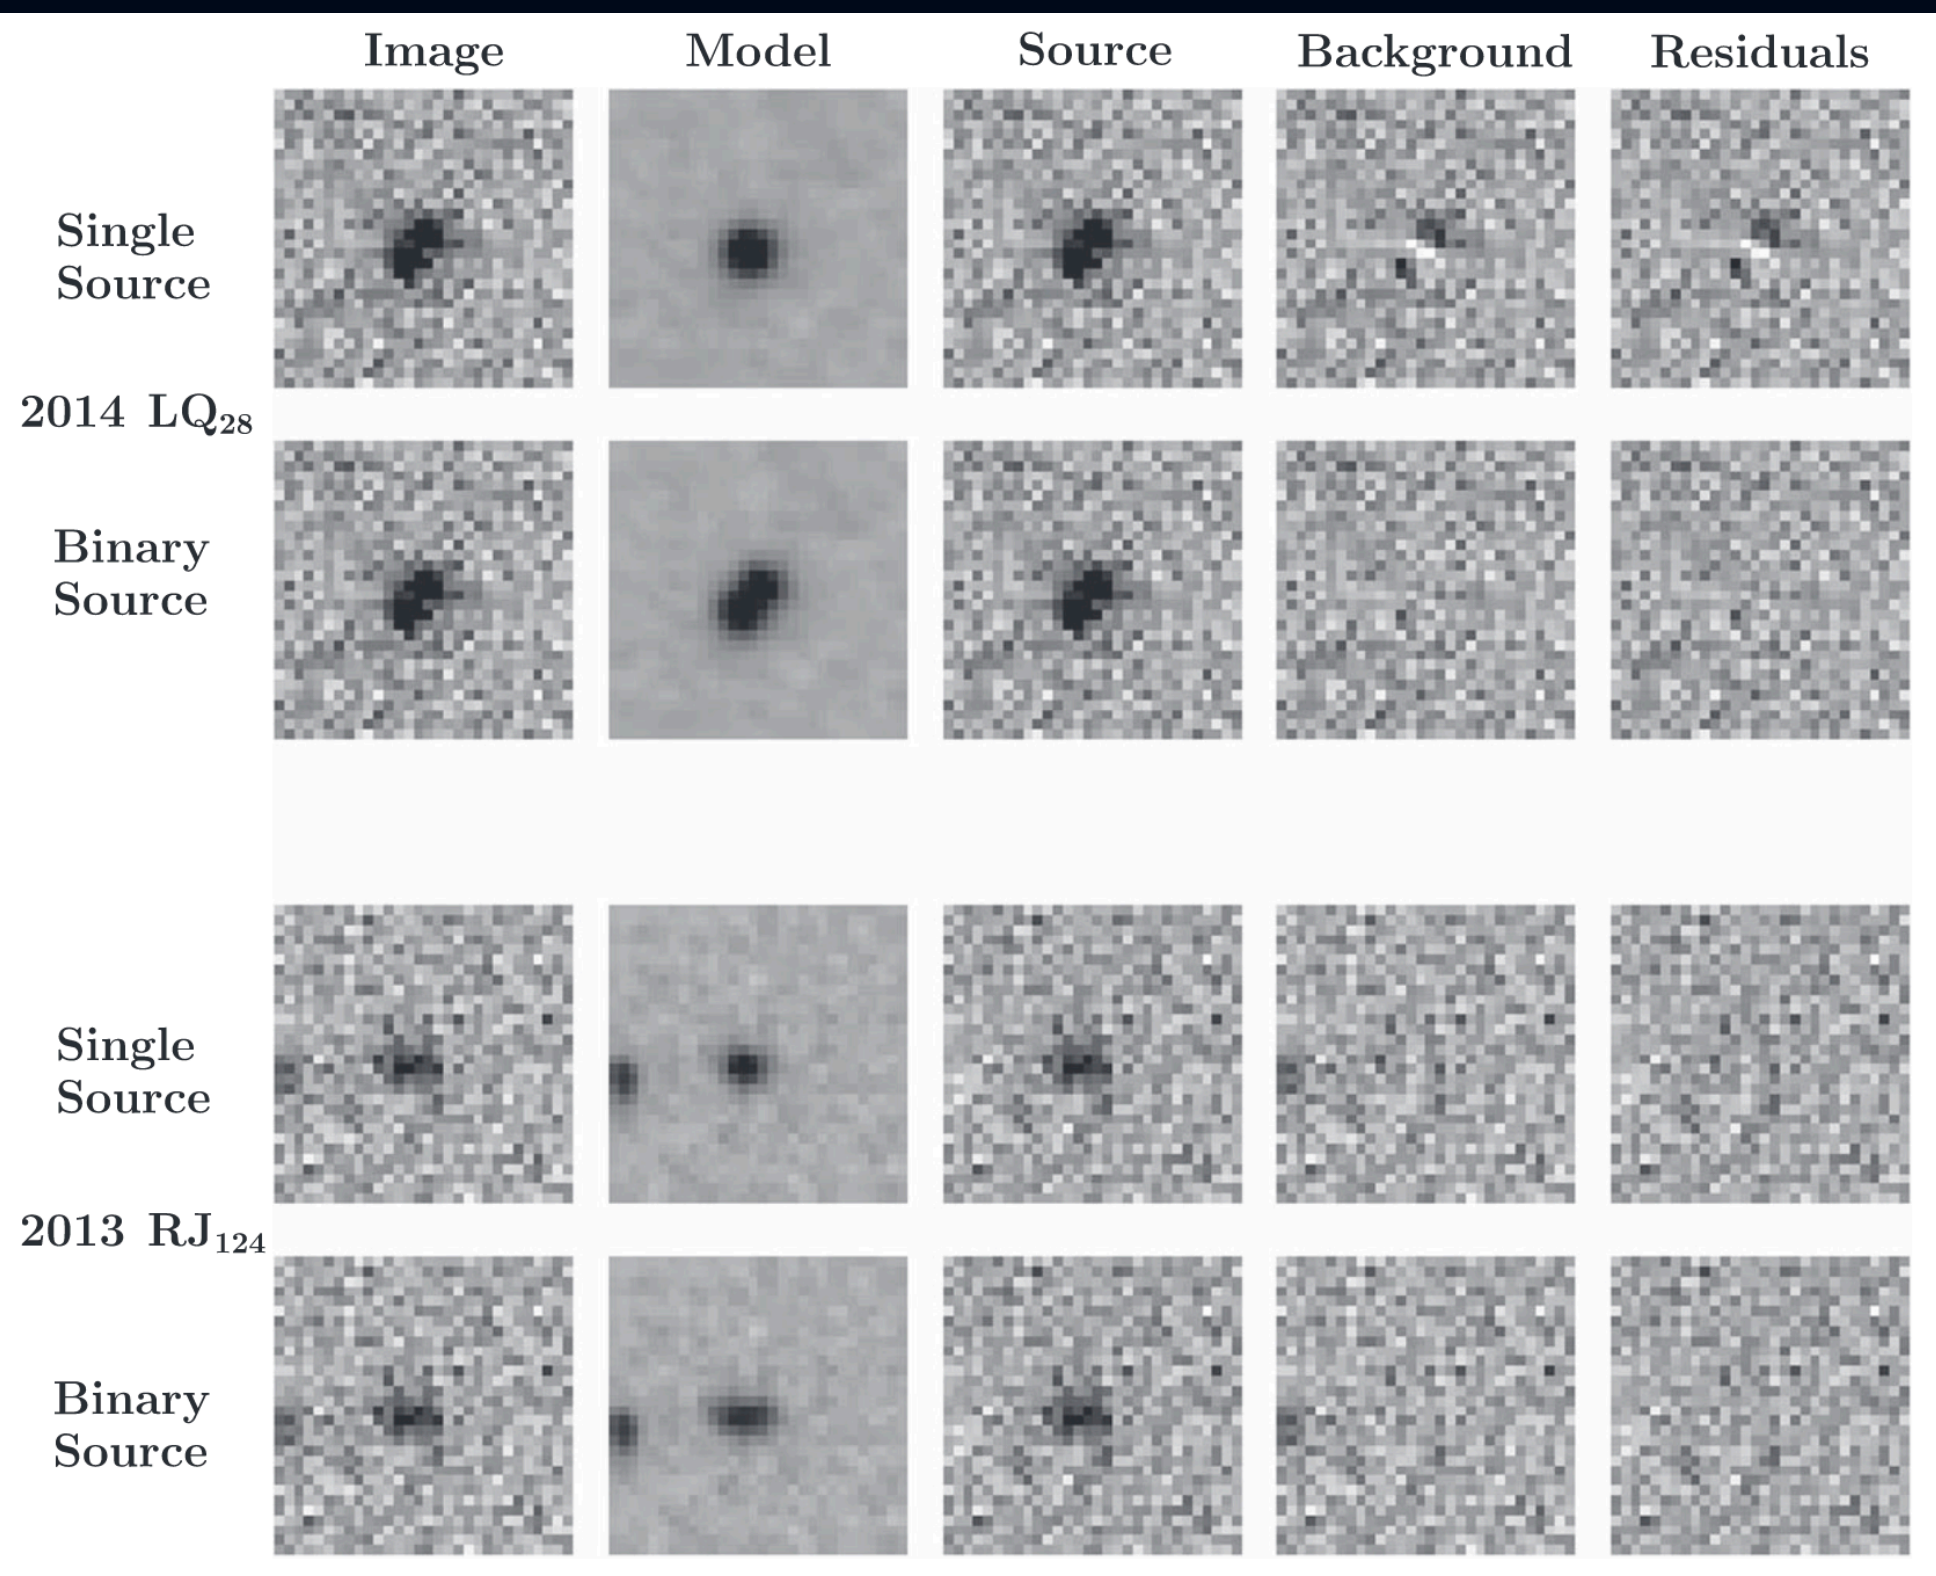 Image Model Source Background Residuals
Single
Source
2014 LQ₂₈
Binary
Source
Single
Source
2013 RJ₁₂₄
Binary
Source